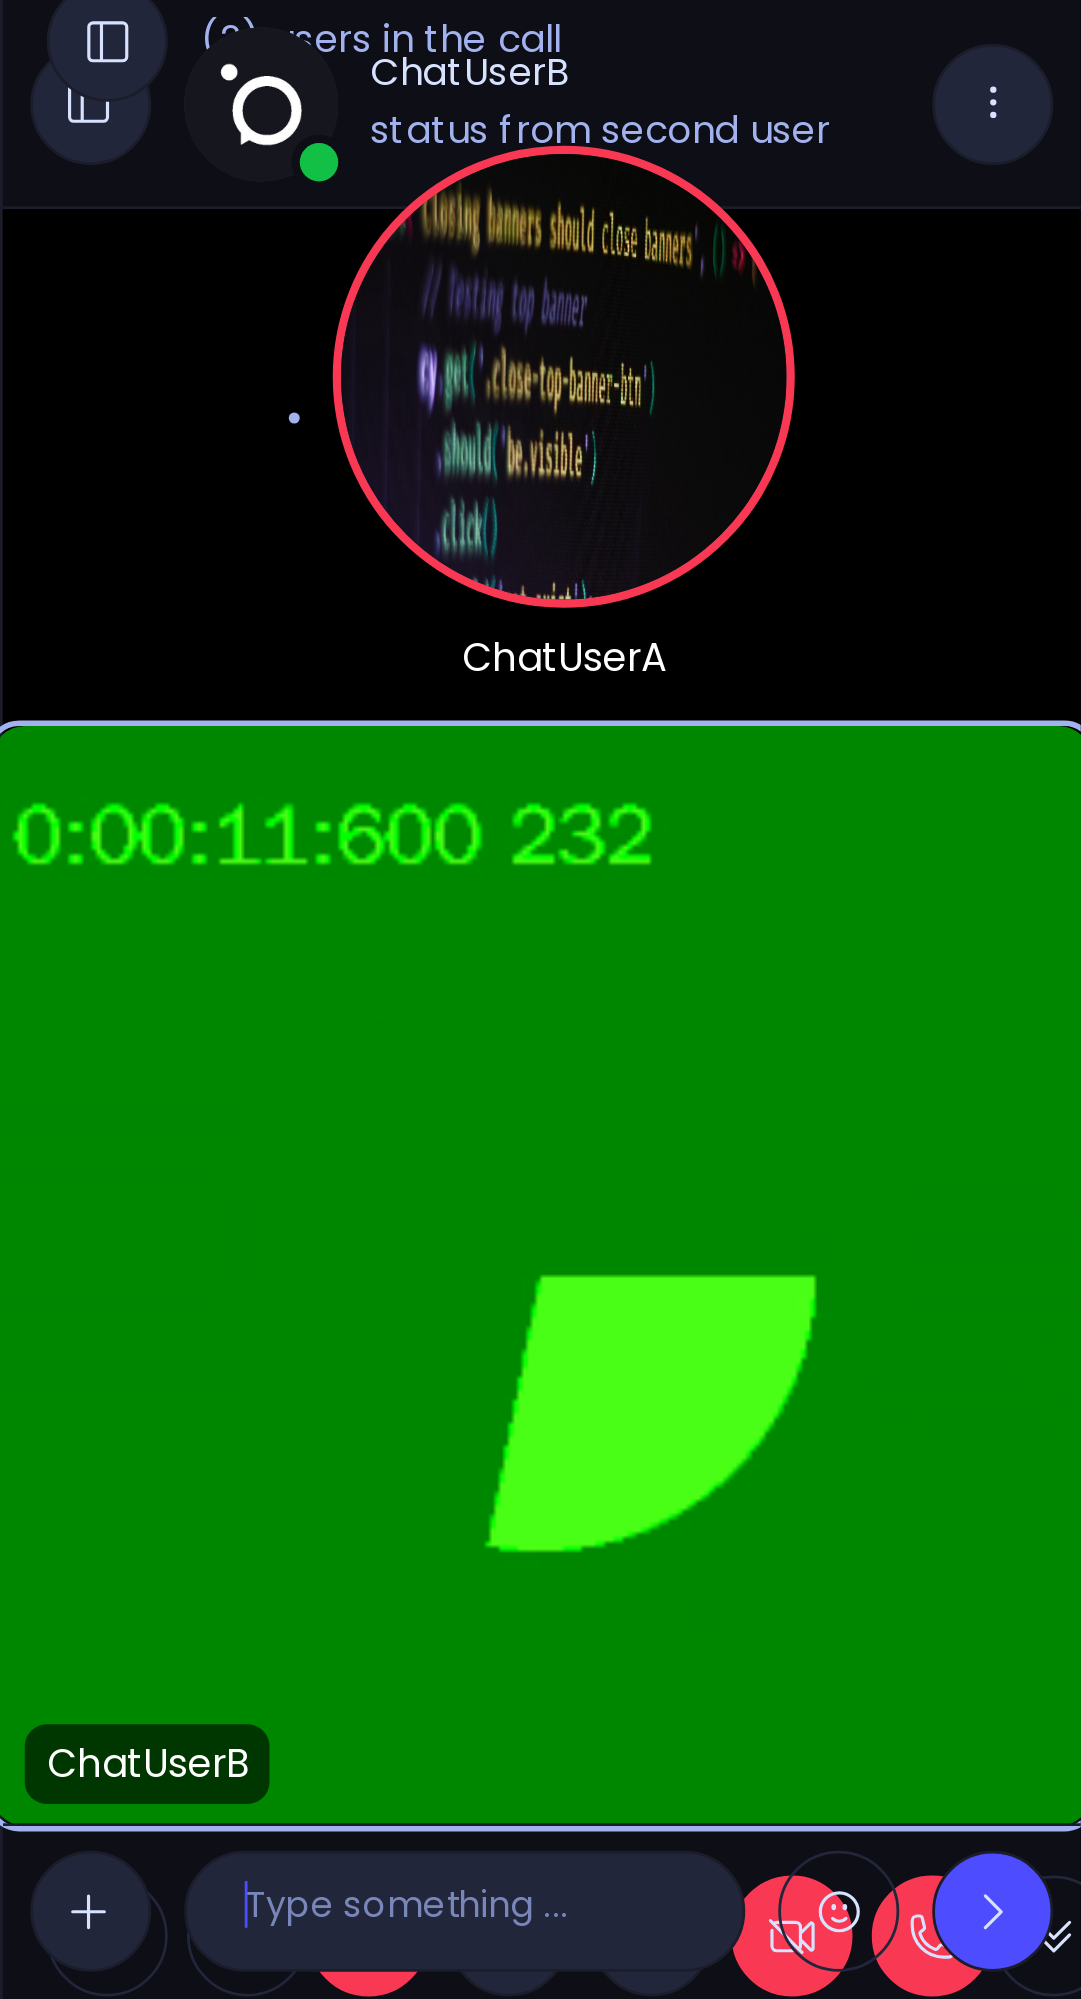 users in the call
ChatUserB
status from second user
Closing banners should close banners', ()
// Testing top banner
cy.get('.close-top-banner-btn')
.should('be.visible')
.click()
ChatUserA
0:00:11:600 232
ChatUserB
Type something ...